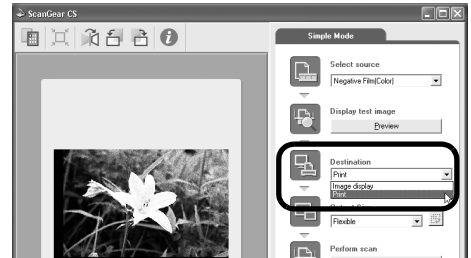 ScanGear CS
Simple Mode
Select source
Negative Film(Color)
Display test image
Preview
Destination
Print
Image display
Print
Flexible
Perform scan